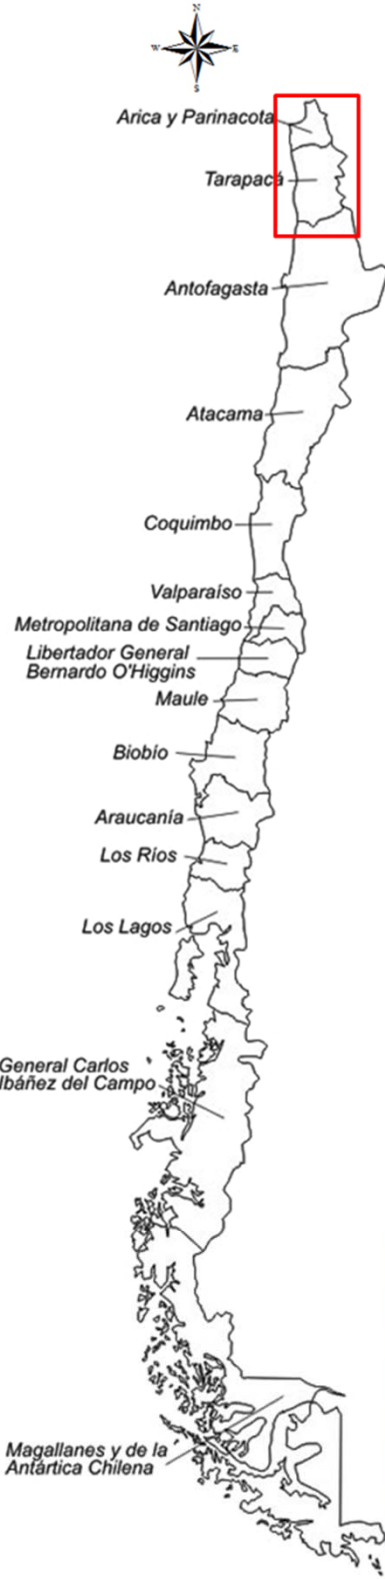 N
W E
S
Arica y Parinacota
Tarapacá
Antofagasta
Atacama
Coquimbo
Valparaíso
Metropolitana de Santiago
Libertador General
Bernardo O'Higgins
Maule
Biobío
Araucanía
Los Ríos
Los Lagos
General Carlos
Ibáñez del Campo
Magallanes y de la
Antártica Chilena